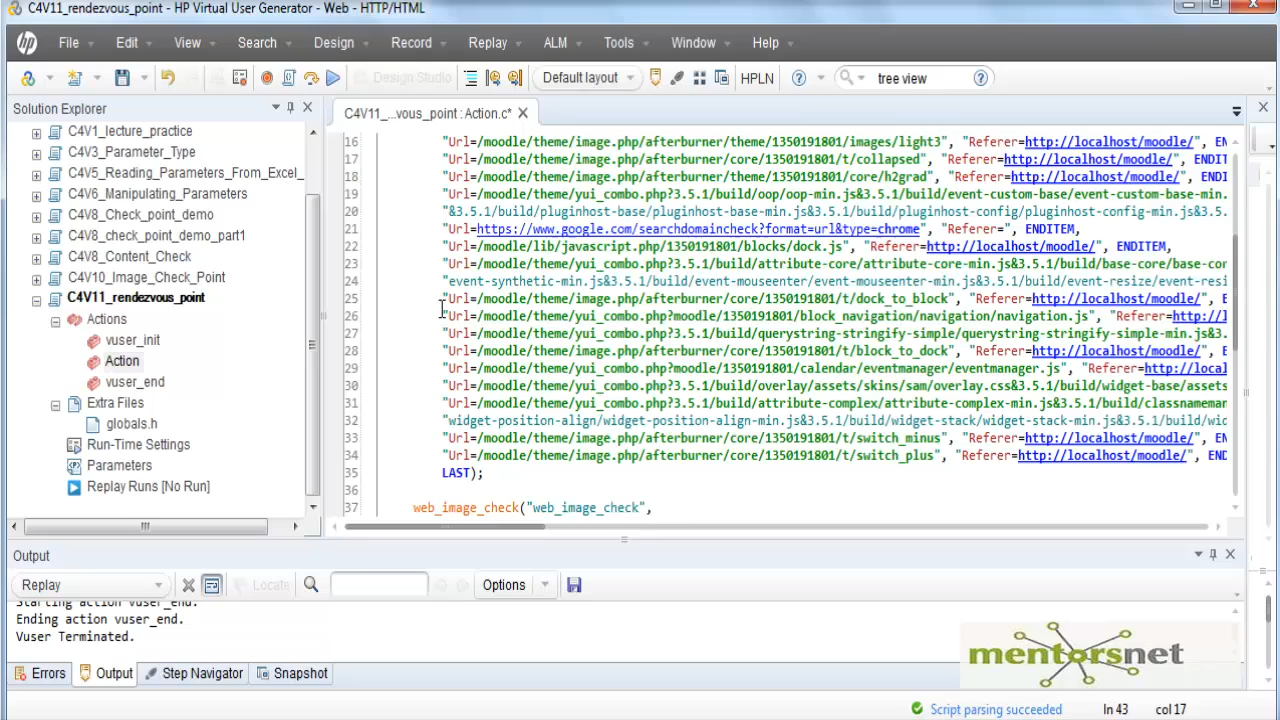 C4V11_rendezvous_point - HP Virtual User Generator - Web - HTTP/HTML
hp File Edit View Search Design Record Replay ALM Tools Window Help
Design Studio Default layout HPLN tree view
Solution Explorer
C4V1_lecture_practice
C4V3_Parameter_Type
C4V5_Reading_Parameters_From_Excel_
C4V6_Manipulating_Parameters
C4V8_Check_point_demo
C4V8_check_point_demo_part1
C4V8_Content_Check
C4V10_Image_Check_Point
C4V11_rendezvous_point
Actions
vuser_init
Action
vuser_end
Extra Files
globals.h
Run-Time Settings
Parameters
Replay Runs [No Run]
C4V11_...vous_point : Action.c*
16 "Url=/moodle/theme/image.php/afterburner/theme/1350191801/images/light3", "Referer=http://localhost/moodle/", EN
17 "Url=/moodle/theme/image.php/afterburner/core/1350191801/t/collapsed", "Referer=http://localhost/moodle/", ENDIT
18 "Url=/moodle/theme/image.php/afterburner/core/1350191801/core/h2grad", "Referer=http://localhost/moodle/", ENDI
19 "Url=/moodle/theme/yui_combo.php?3.5.1/build/oop/oop-min.js&3.5.1/build/event-custom-base/event-custom-base-min.
20 "&3.5.1/build/pluginhost-base/pluginhost-base-min.js&3.5.1/build/pluginhost-config/pluginhost-config-min.js&3.5.
21 "Url=https://www.google.com/searchdomaincheck?format=url&type=chrome", "Referer=", ENDITEM,
22 "Url=/moodle/lib/javascript.php/1350191801/blocks/dock.js", "Referer=http://localhost/moodle/", ENDITEM,
23 "Url=/moodle/theme/yui_combo.php?3.5.1/build/attribute-core/attribute-core-min.js&3.5.1/build/base-core/base-cor
24 "event-synthetic-min.js&3.5.1/build/event-mouseenter/event-mouseenter-min.js&3.5.1/build/event-resize/event-resi
25 "Url=/moodle/theme/image.php/afterburner/core/1350191801/t/dock_to_block", "Referer=http://localhost/moodle/", E
26 "Url=/moodle/theme/yui_combo.php?moodle/1350191801/block_navigation/navigation/navigation.js", "Referer=http://l
27 "Url=/moodle/theme/yui_combo.php?3.5.1/build/querystring-stringify-simple/querystring-stringify-simple-min.js&3.
28 "Url=/moodle/theme/image.php/afterburner/core/1350191801/t/block_to_dock", "Referer=http://localhost/moodle/", E
29 "Url=/moodle/theme/yui_combo.php?moodle/1350191801/calendar/eventmanager/eventmanager.js", "Referer=http://local
30 "Url=/moodle/theme/yui_combo.php?3.5.1/build/overlay/assets/skins/sam/overlay.css&3.5.1/build/widget-base/assets
31 "Url=/moodle/theme/yui_combo.php?3.5.1/build/attribute-complex/attribute-complex-min.js&3.5.1/build/classnameman
32 "widget-position-align/widget-position-align-min.js&3.5.1/build/widget-stack/widget-stack-min.js&3.5.1/build/wid
33 "Url=/moodle/theme/image.php/afterburner/core/1350191801/t/switch_minus", "Referer=http://localhost/moodle/", EN
34 "Url=/moodle/theme/image.php/afterburner/core/1350191801/t/switch_plus", "Referer=http://localhost/moodle/", END
35 LAST);
36
37 web_image_check("web_image_check",
Output
Replay Locate Options
Starting action vuser_end.
Ending action vuser_end.
Vuser Terminated.
mentorsnet
Errors Output Step Navigator Snapshot
Script parsing succeeded ln 43 col 17